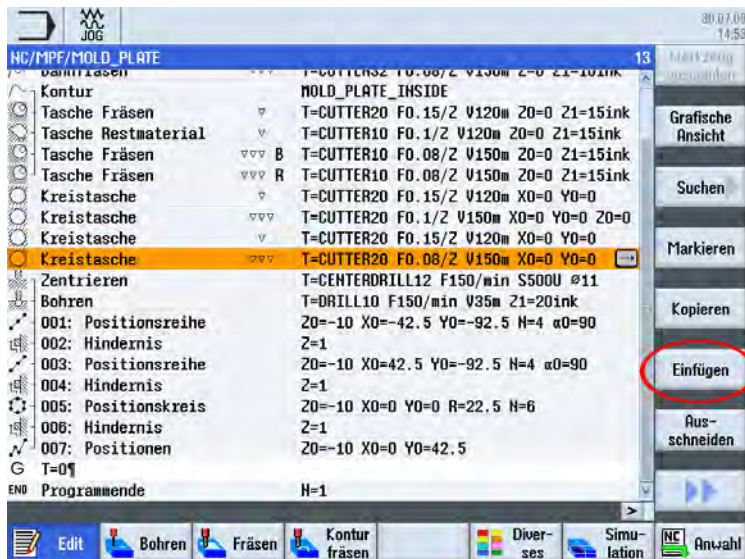 JOG
14:53
NC/MPF/MOLD_PLATE 13
Bahnfräsen ▽▽▽ T=CUTTER32 F0.08/Z V150m Z=0 Z1=10ink
Kontur MOLD_PLATE_INSIDE
Tasche Fräsen ▽ T=CUTTER20 F0.15/Z V120m Z0=0 Z1=15ink
Tasche Restmaterial ▽ T=CUTTER10 F0.1/Z V120m Z0=0 Z1=15ink
Tasche Fräsen ▽▽▽ B T=CUTTER10 F0.08/Z V150m Z0=0 Z1=15ink
Tasche Fräsen ▽▽▽ R T=CUTTER10 F0.08/Z V150m Z0=0 Z1=15ink
Kreistasche ▽ T=CUTTER20 F0.15/Z V120m X0=0 Y0=0
Kreistasche ▽▽▽ T=CUTTER20 F0.1/Z V150m X0=0 Y0=0 Z0=0
Kreistasche ▽ T=CUTTER20 F0.15/Z V120m X0=0 Y0=0
Kreistasche ▽▽▽ T=CUTTER20 F0.08/Z V150m X0=0 Y0=0 →
Zentrieren T=CENTERDRILL12 F150/min S500U ø11
Bohren T=DRILL10 F150/min V35m Z1=20ink
001: Positionsreihe Z0=-10 X0=-42.5 Y0=-92.5 N=4 α0=90
002: Hindernis Z=1
003: Positionsreihe Z0=-10 X0=42.5 Y0=-92.5 N=4 α0=90
004: Hindernis Z=1
005: Positionskreis Z0=-10 X0=0 Y0=0 R=22.5 N=6
006: Hindernis Z=1
007: Positionen Z0=-10 X0=0 Y0=42.5
G T=0¶
END Programmende N=1
Grafische
Ansicht
Suchen
Markieren
Kopieren
Einfügen
Aus-
schneiden
Edit
Bohren
Fräsen
Kontur
fräsen
Diver-
ses
Simu-
lation
NC Anwahl